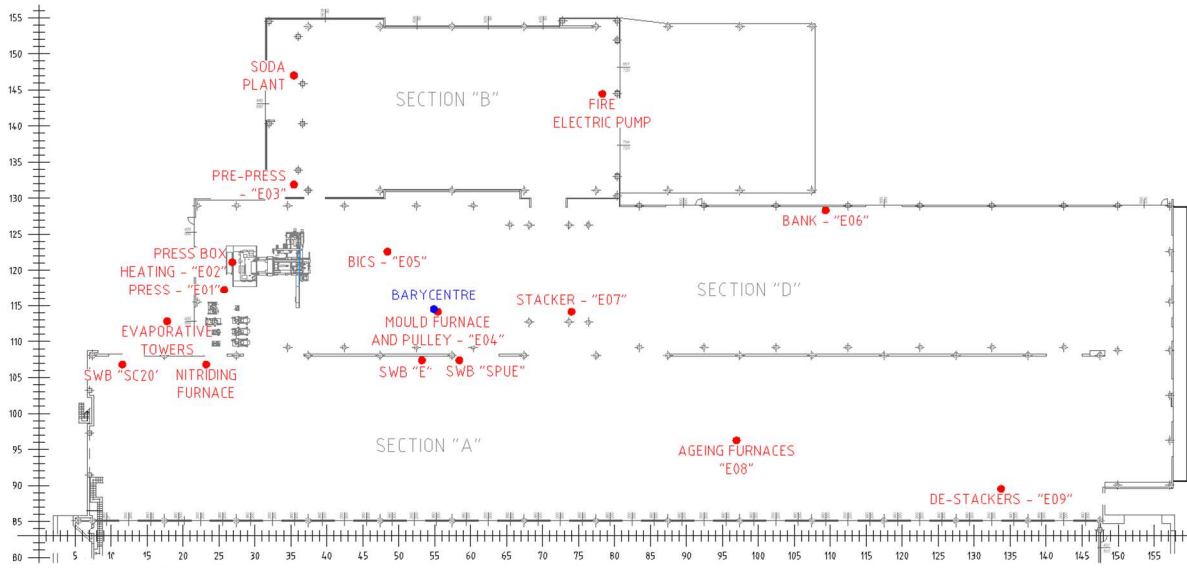 155
150
145
140
135
130
125
120
115
110
105
100
95
90
85
80
SODA
PLANT
SECTION "B"
FIRE
ELECTRIC PUMP
PRE-PRESS
- "E03"
BANK - "E06"
PRESS BOX
HEATING - "E02"
PRESS - "E01"
BICS - "E05"
BARYCENTRE
STACKER - "E07"
SECTION "D"
MOULD FURNACE
AND PULLEY - "E04"
EVAPORATIVE
TOWERS
SWB "SC20'
NITRIDING
FURNACE
SWB "E"
SWB "SPUE"
SECTION "A"
AGEING FURNACES
"E08"
DE-STACKERS - "E09"
5 10 15 20 25 30 35 40 45 50 55 60 65 70 75 80 85 90 95 100 105 110 115 120 125 130 135 140 145 150 155